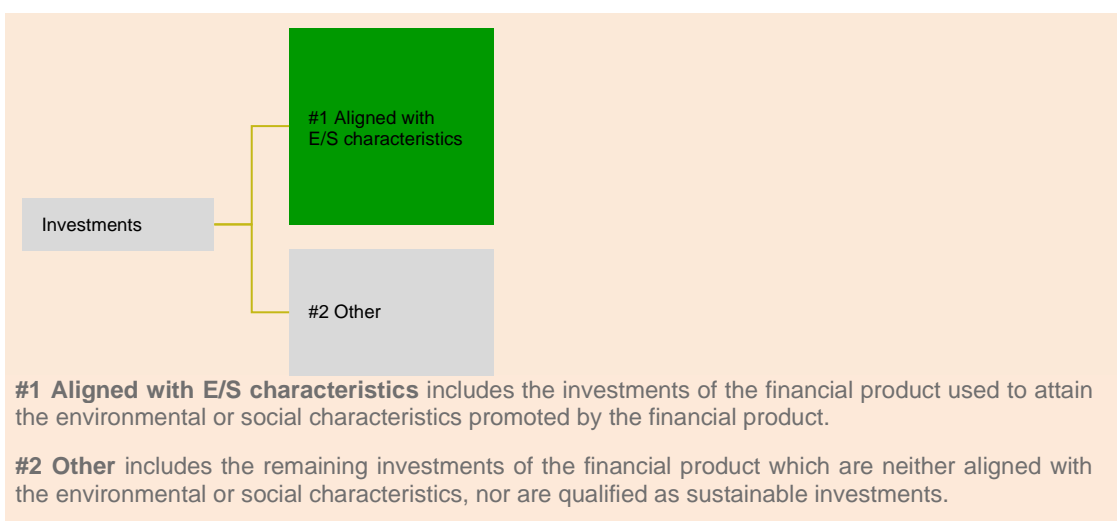 #1 Aligned with
E/S characteristics
Investments
#2 Other
#1 Aligned with E/S characteristics includes the investments of the financial product used to attain
the environmental or social characteristics promoted by the financial product.
#2 Other includes the remaining investments of the financial product which are neither aligned with
the environmental or social characteristics, nor are qualified as sustainable investments.